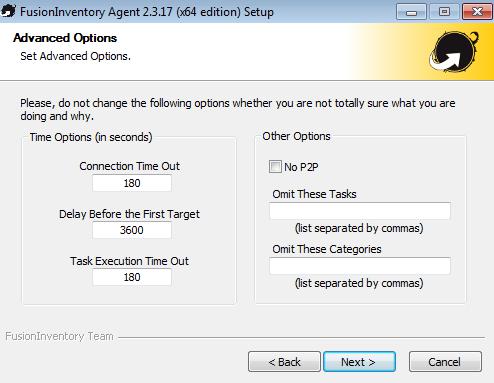 FusionInventory Agent 2.3.17 (x64 edition) Setup
Advanced Options
Set Advanced Options.
Please, do not change the following options whether you are not totally sure what you are
doing and why.
Time Options (in seconds)
Connection Time Out
180
Delay Before the First Target
3600
Task Execution Time Out
180
Other Options
No P2P
Omit These Tasks
(list separated by commas)
Omit These Categories
(list separated by commas)
FusionInventory Team
< Back
Next >
Cancel